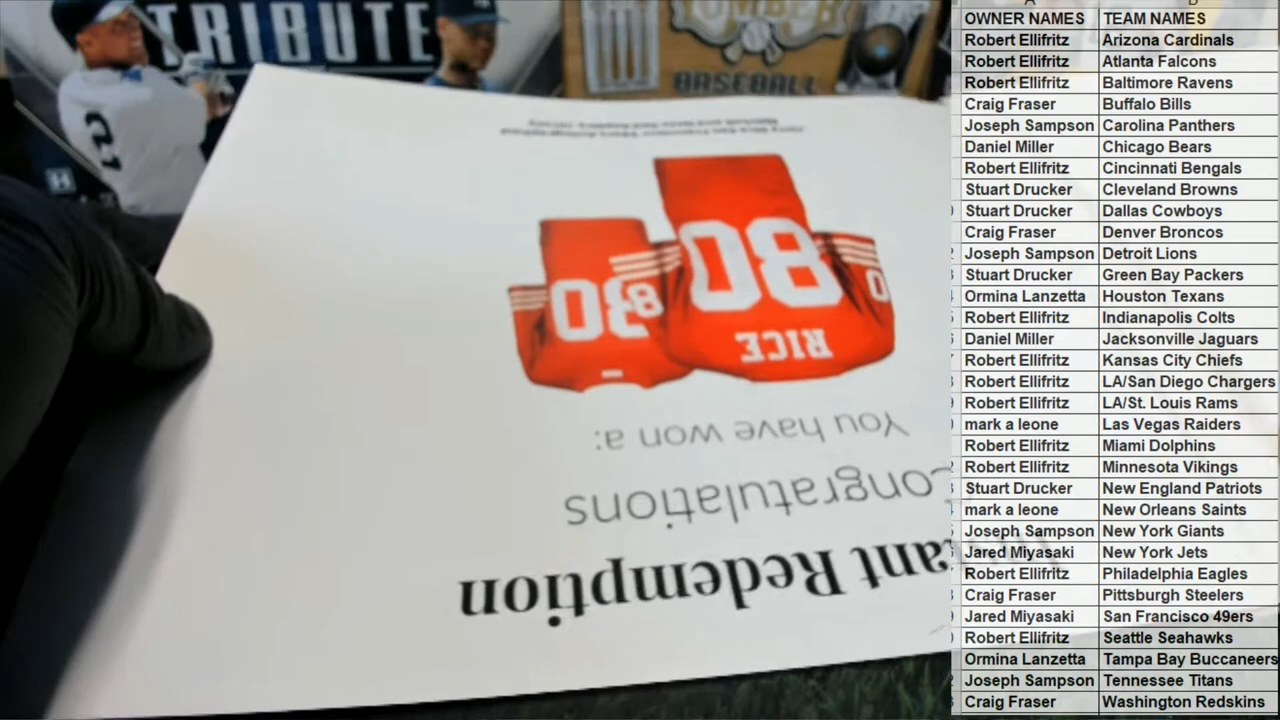 TRIBUTE
BASEBALL
2
Instant Redemption
Congratulations
You have won a:
RICE
80
80
8
0
OWNER NAMES TEAM NAMES
Robert Ellifritz Arizona Cardinals
Robert Ellifritz Atlanta Falcons
Robert Ellifritz Baltimore Ravens
Craig Fraser Buffalo Bills
Joseph Sampson Carolina Panthers
Daniel Miller Chicago Bears
Robert Ellifritz Cincinnati Bengals
Stuart Drucker Cleveland Browns
Stuart Drucker Dallas Cowboys
Craig Fraser Denver Broncos
Joseph Sampson Detroit Lions
Stuart Drucker Green Bay Packers
Ormina Lanzetta Houston Texans
Robert Ellifritz Indianapolis Colts
Daniel Miller Jacksonville Jaguars
Robert Ellifritz Kansas City Chiefs
Robert Ellifritz LA/San Diego Chargers
Robert Ellifritz LA/St. Louis Rams
mark a leone Las Vegas Raiders
Robert Ellifritz Miami Dolphins
Robert Ellifritz Minnesota Vikings
Stuart Drucker New England Patriots
mark a leone New Orleans Saints
Joseph Sampson New York Giants
Jared Miyasaki New York Jets
Robert Ellifritz Philadelphia Eagles
Craig Fraser Pittsburgh Steelers
Jared Miyasaki San Francisco 49ers
Robert Ellifritz Seattle Seahawks
Ormina Lanzetta Tampa Bay Buccaneers
Joseph Sampson Tennessee Titans
Craig Fraser Washington Redskins